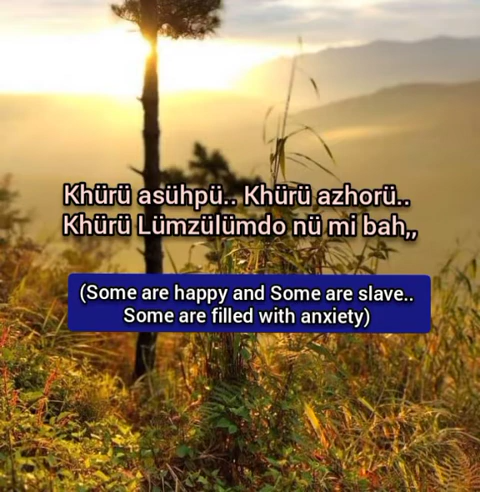 Khürü asühpü.. Khürü azhorü..
Khürü Lümzülümdo nü mi bah,,
(Some are happy and Some are slave..
Some are filled with anxiety)